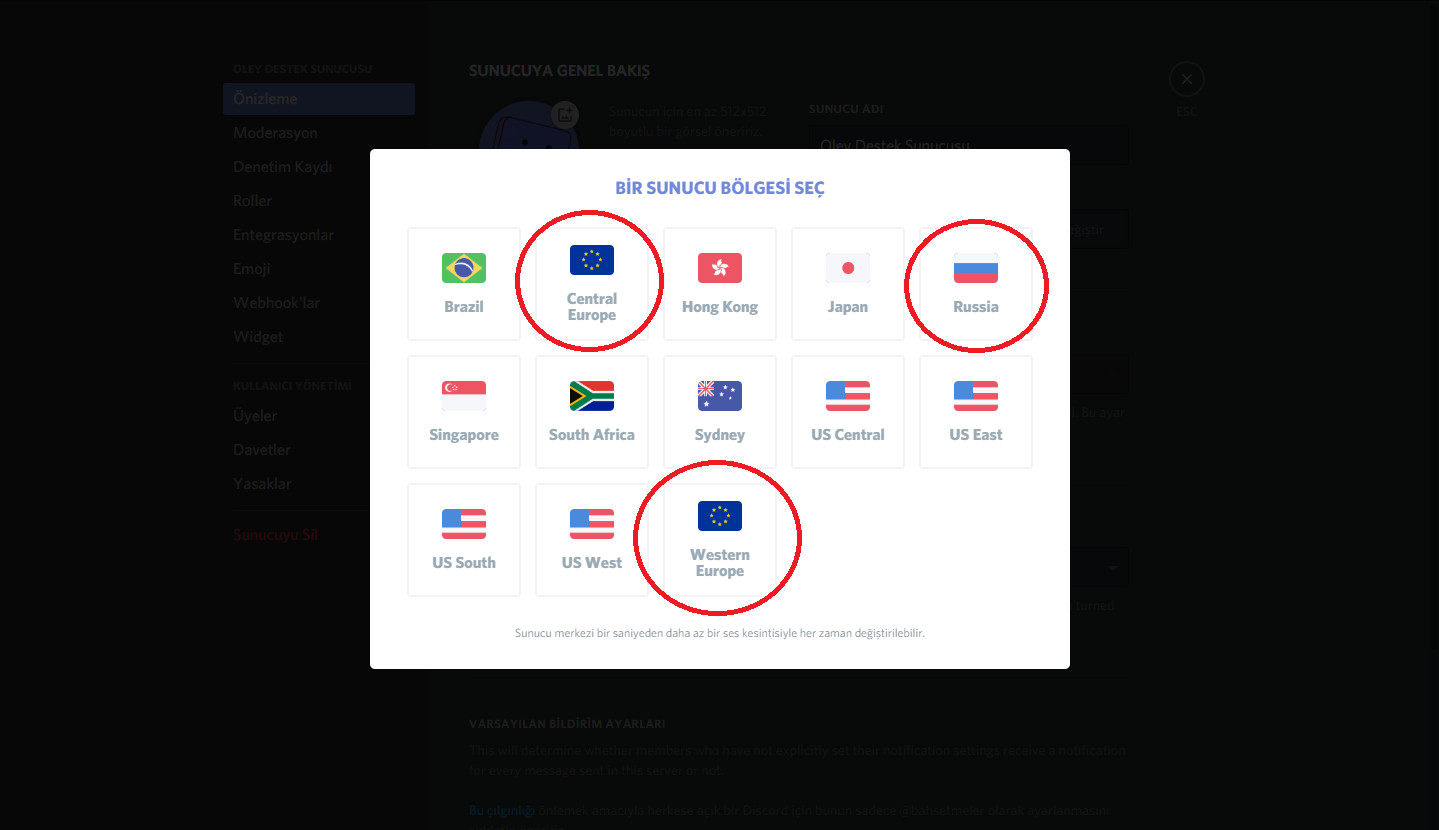 OLEY DESTEK SUNUCUSU
Önizleme
Moderasyon
Denetim Kaydı
Roller
Entegrasyonlar
Emoji
Webhook'lar
Widget
KULLANICI YÖNETİMİ
Üyeler
Davetler
Yasaklar
Sunucuyu Sil
SUNUCUYA GENEL BAKIŞ
Sunucun için en az 512x512
boyutlu bir görsel öneririz.
SUNUCU ADI
Oley Destek Sunucusu
ESC
BİR SUNUCU BÖLGESİ SEÇ
Brazil
Central
Europe
Hong Kong
Japan
Russia
Singapore
South Africa
Sydney
US Central
US East
US South
US West
Western
Europe
Sunucu merkezi bir saniyeden daha az bir ses kesintisiyle her zaman değiştirilebilir.
Bu ayar
turned
VARSAYILAN BİLDİRİM AYARLARI
This will determine whether members who have not explicitly set their notification settings receive a notification
for every message sent in this server or not.
Bu çılgınlığı önlemek amacıyla herkese açık bir Discord için bunun sadece @bahsetmeler olarak ayarlanmasını